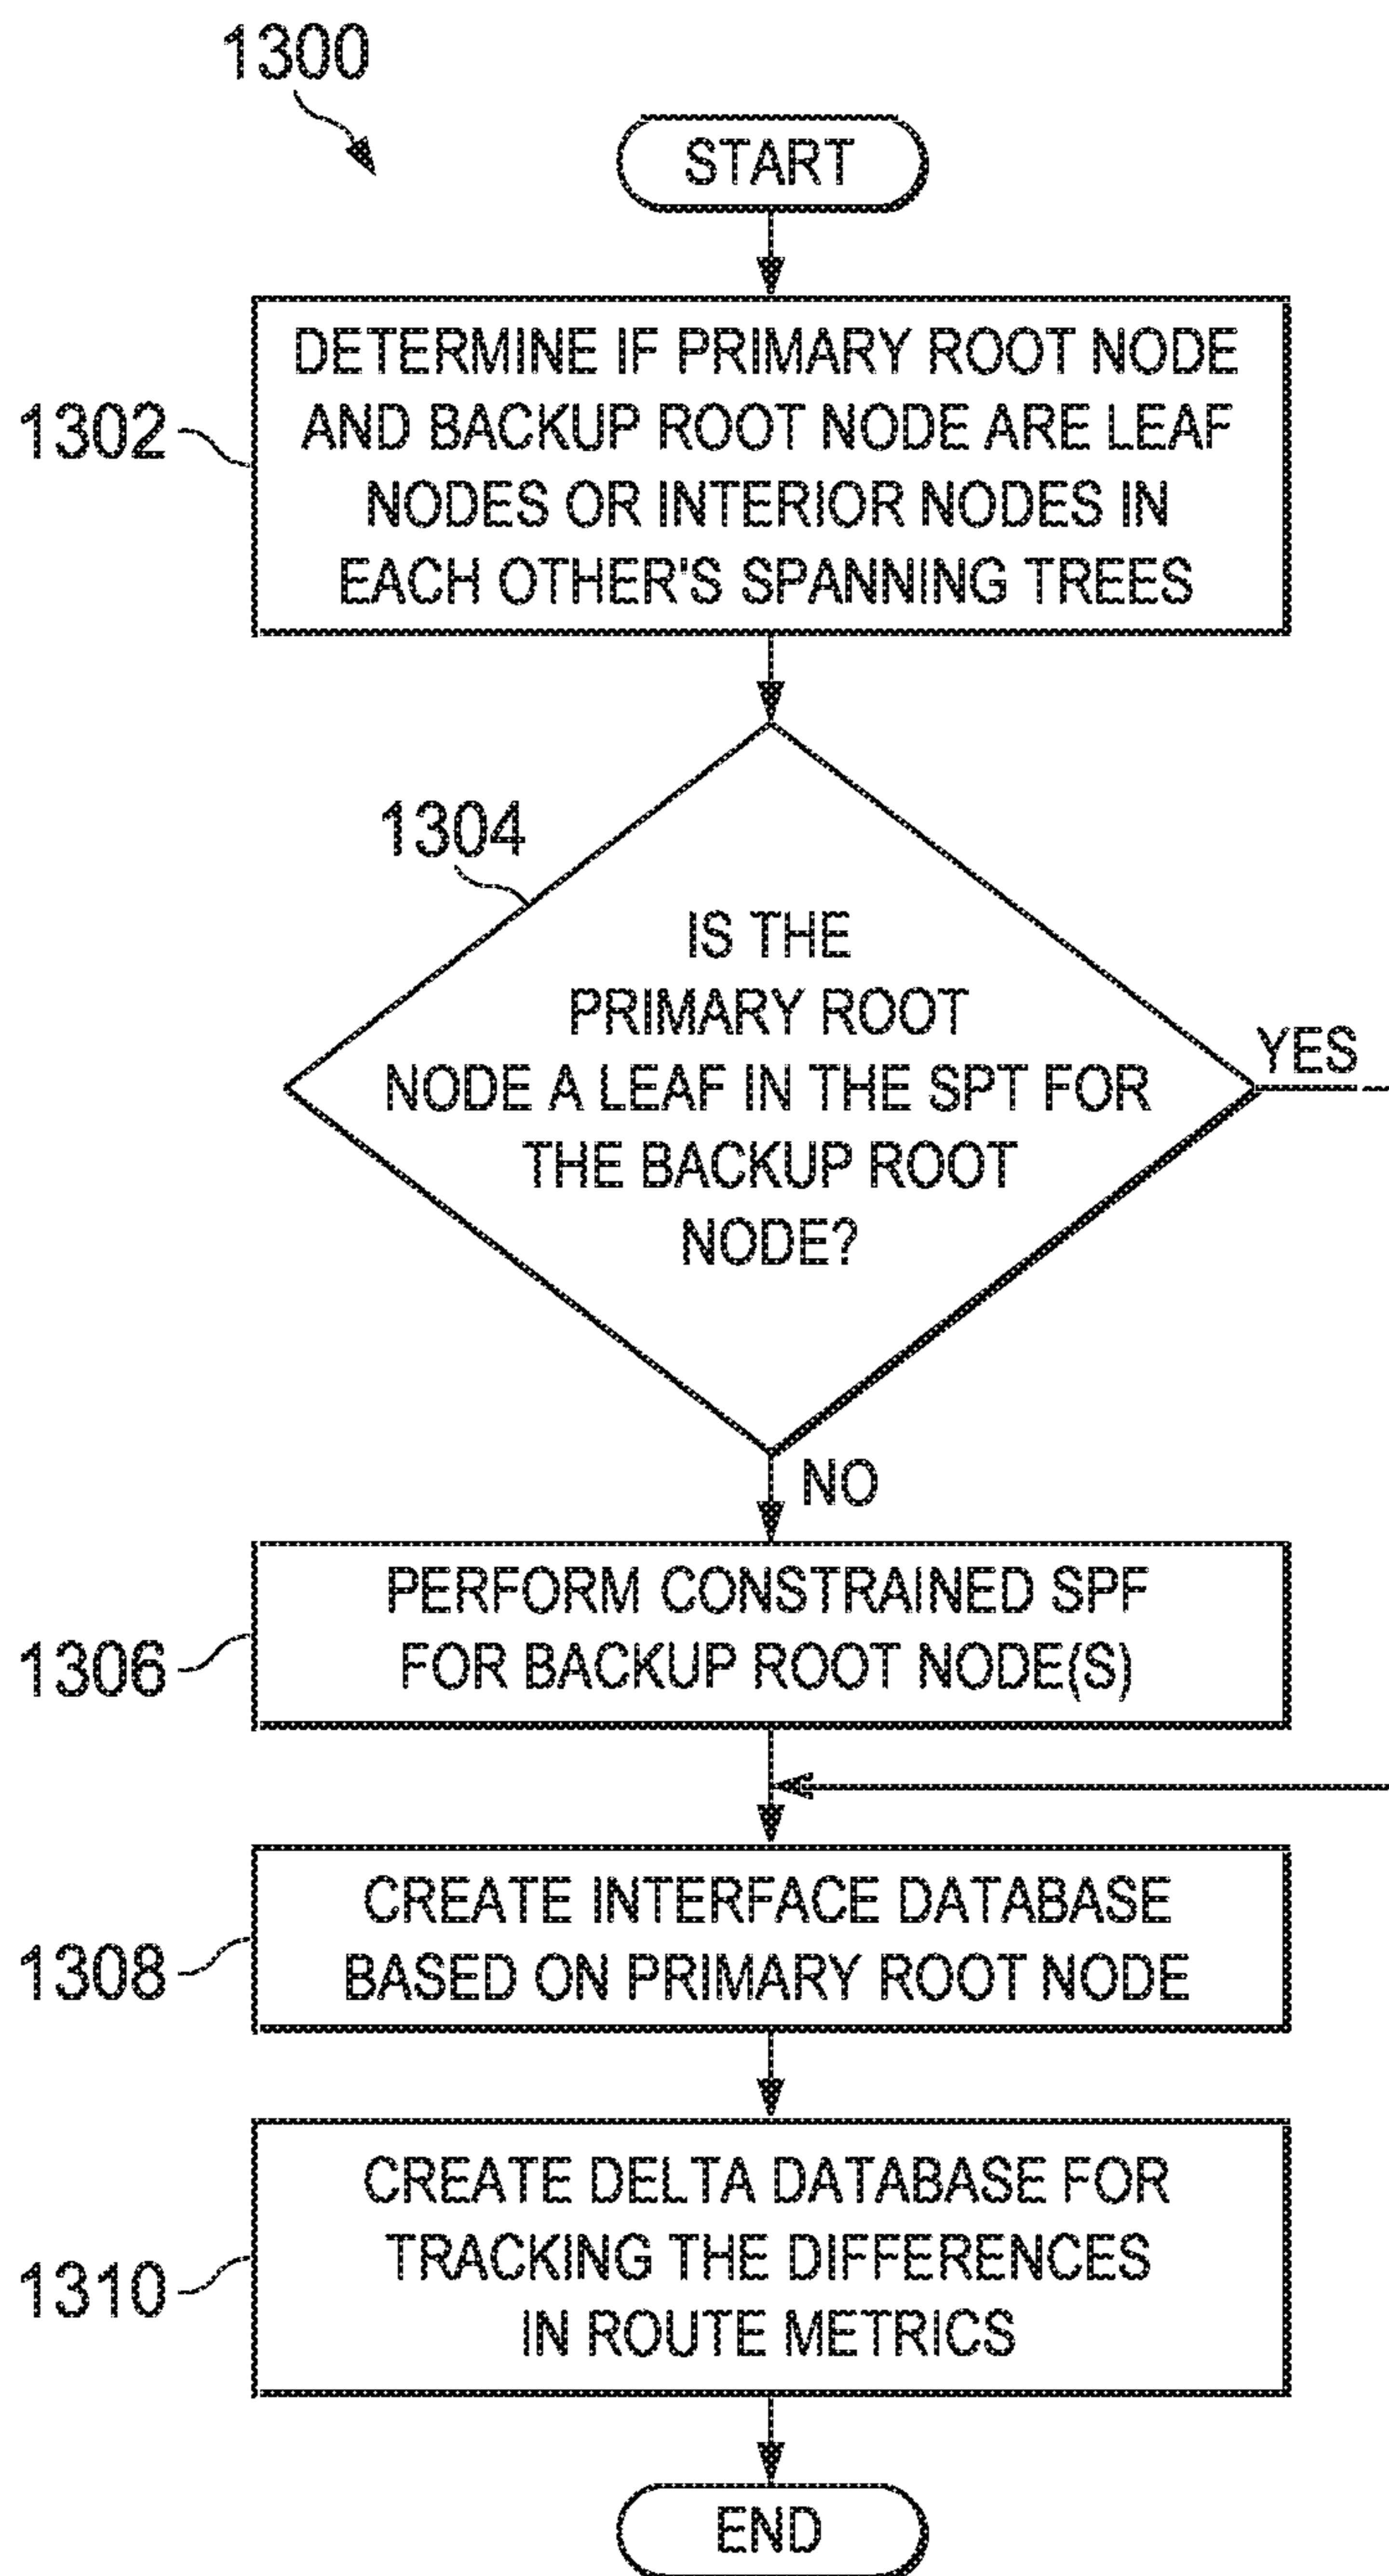 1300
START
1302
DETERMINE IF PRIMARY ROOT NODE
AND BACKUP ROOT NODE ARE LEAF
NODES OR INTERIOR NODES IN
EACH OTHER'S SPANNING TREES
1304
IS THE
PRIMARY ROOT
NODE A LEAF IN THE SPT FOR
THE BACKUP ROOT
NODE?
YES
NO
1306
PERFORM CONSTRAINED SPF
FOR BACKUP ROOT NODE(S)
1308
CREATE INTERFACE DATABASE
BASED ON PRIMARY ROOT NODE
1310
CREATE DELTA DATABASE FOR
TRACKING THE DIFFERENCES
IN ROUTE METRICS
END